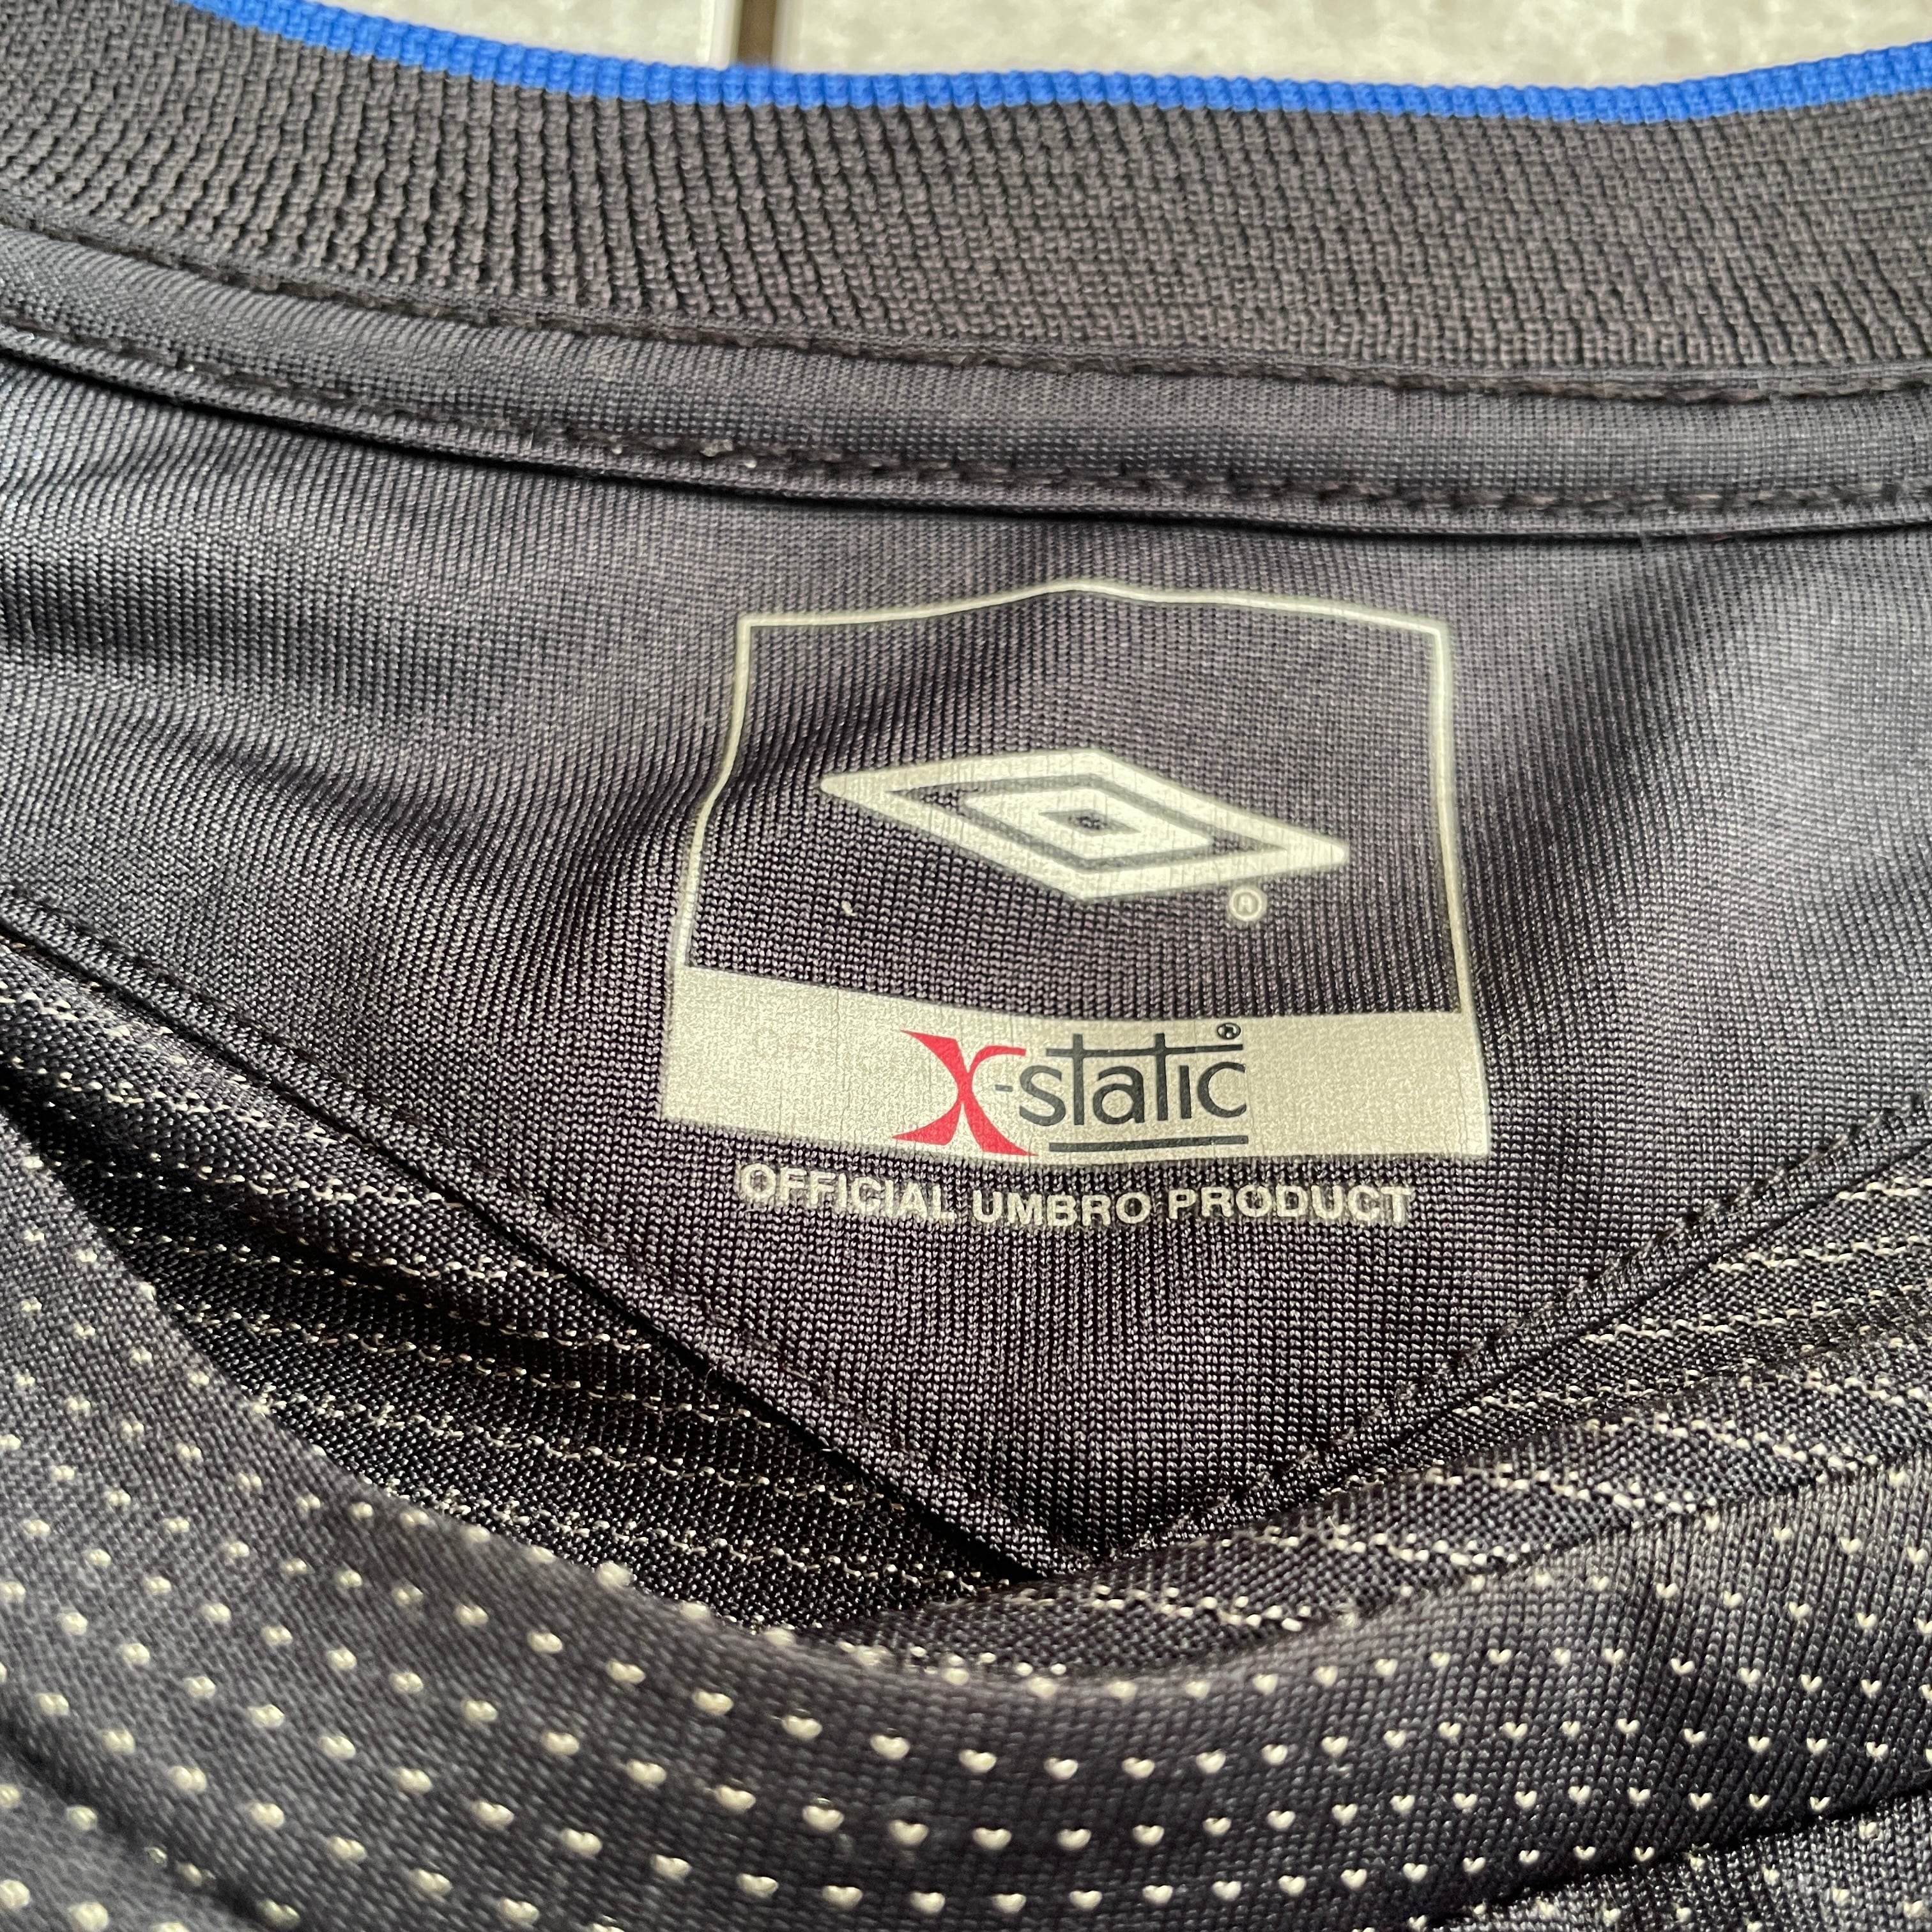 ®
X-static®
OFFICIAL UMBRO PRODUCT